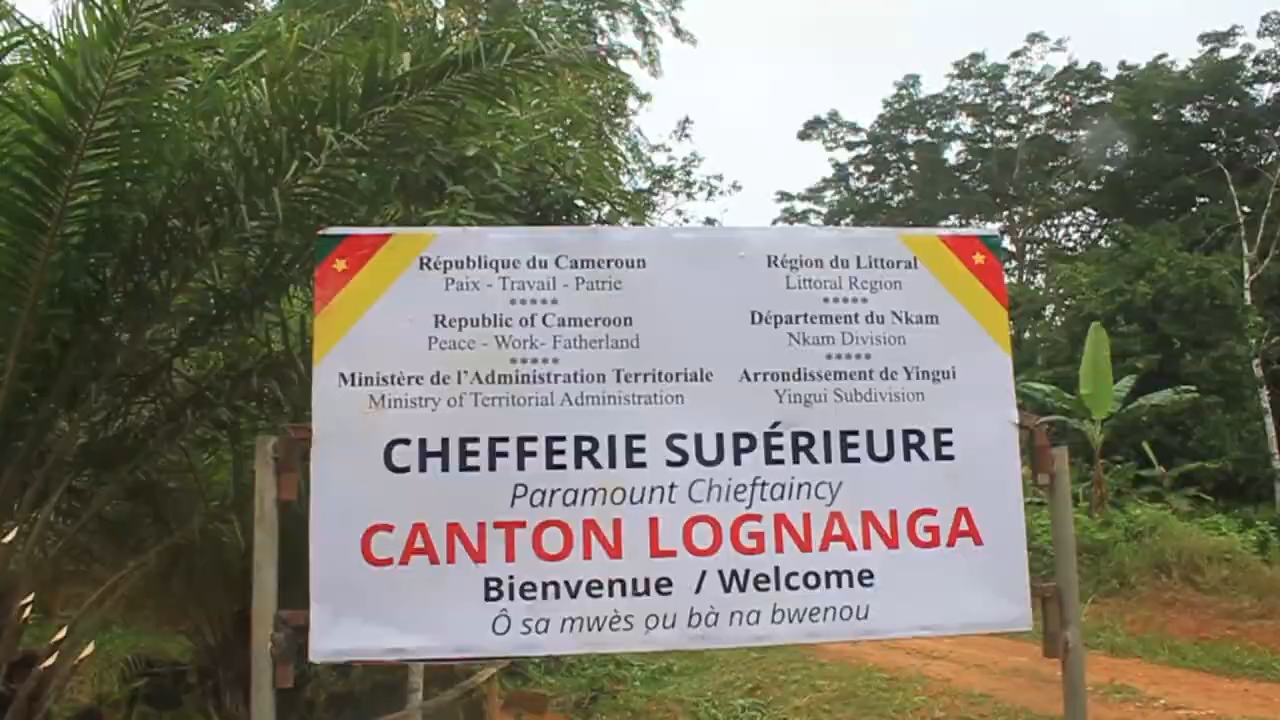 République du Cameroun
Paix - Travail - Patrie
*****
Republic of Cameroon
Peace - Work- Fatherland
*****
Ministère de l'Administration Territoriale
Ministry of Territorial Administration
Région du Littoral
Littoral Region
*****
Département du Nkam
Nkam Division
*****
Arrondissement de Yingui
Yingui Subdivision
CHEFFERIE SUPÉRIEURE
Paramount Chieftaincy
CANTON LOGNANGA
Bienvenue / Welcome
Ô sa mwès ou bà na bwenou